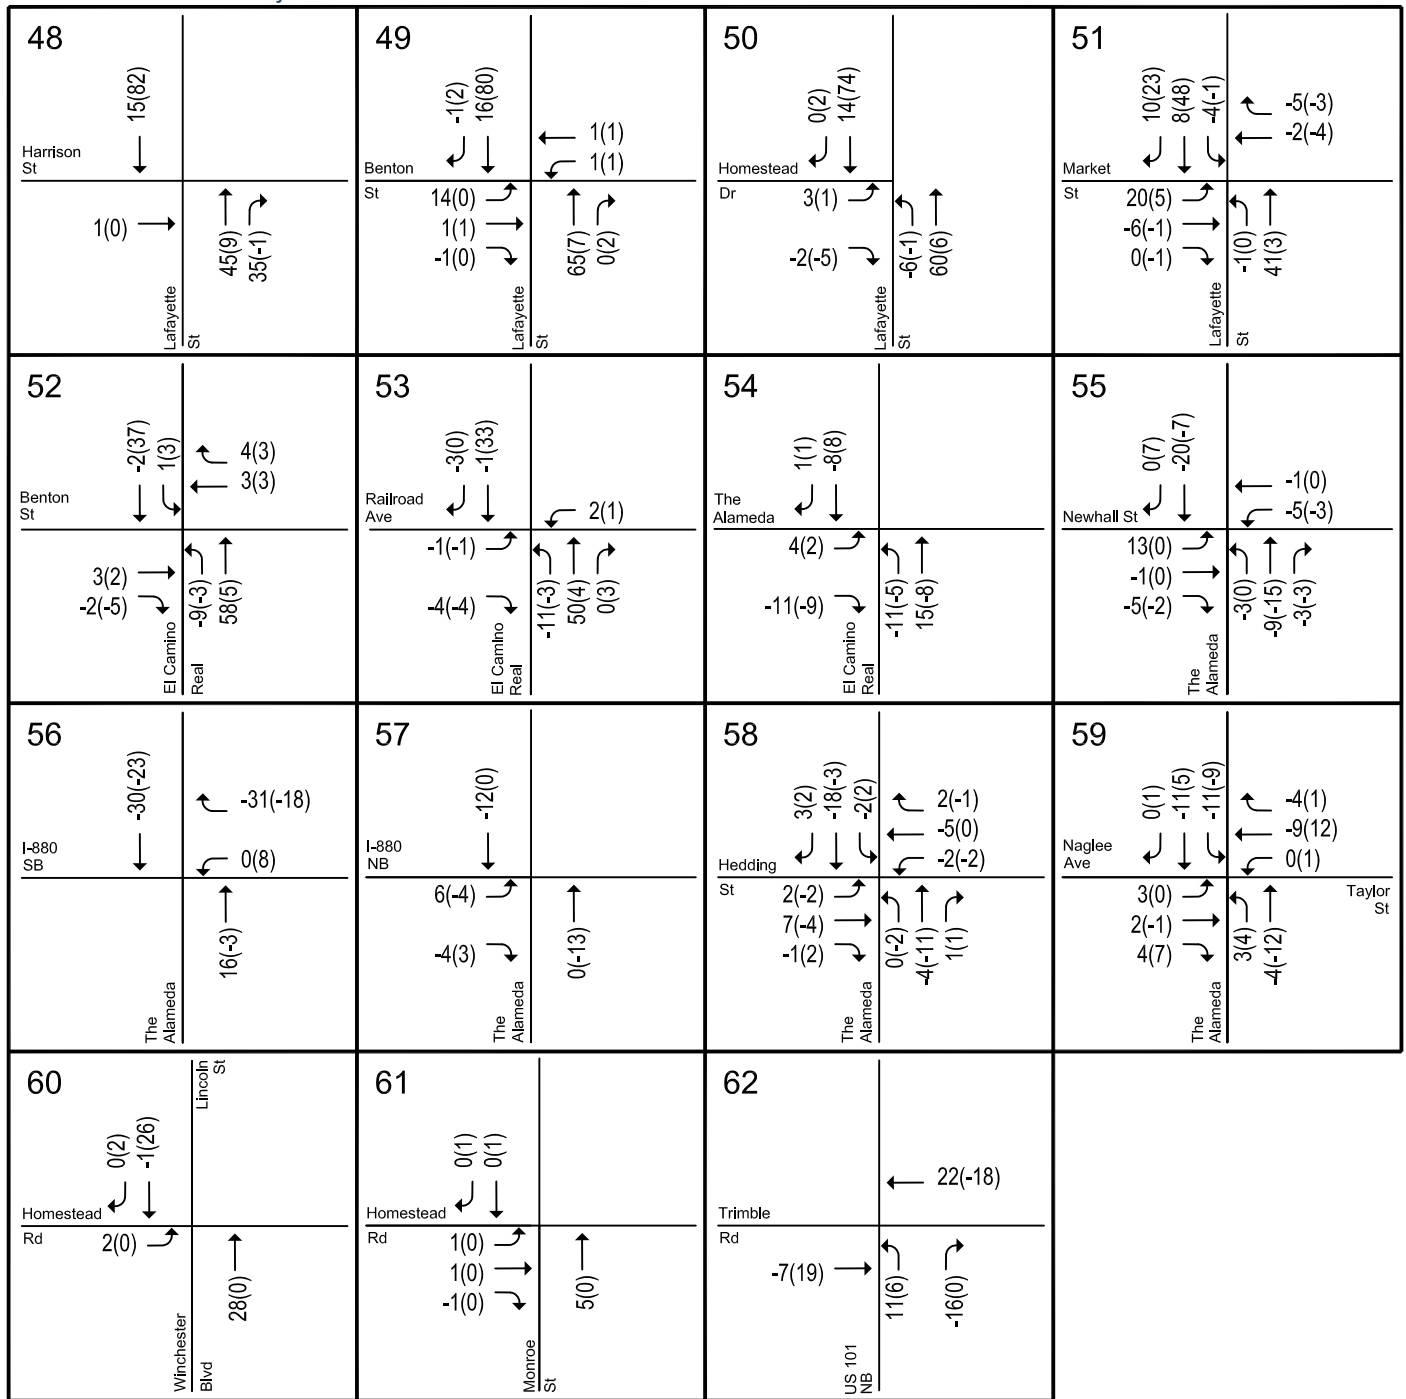 48
15(82)
Harrison
St
1(0)
45(9)
35(-1)
Lafayette
St
49
-1(2)
16(80)
1(1)
1(1)
Benton
St
14(0)
1(1)
-1(0)
65(7)
0(2)
Lafayette
St
50
0(2)
14(74)
Homestead
Dr
3(1)
-2(-5)
-6(-1)
60(6)
Lafayette
St
51
10(23)
8(48)
-4(-1)
-5(-3)
-2(-4)
Market
St
20(5)
-6(-1)
0(-1)
-1(0)
41(3)
Lafayette
St
52
-2(37)
1(3)
4(3)
3(3)
Benton
St
3(2)
-2(-5)
-9(-3)
58(5)
El Camino
Real
53
-3(0)
-1(33)
2(1)
Railroad
Ave
-1(-1)
-4(-4)
-11(-3)
50(4)
0(3)
El Camino
Real
54
1(1)
-8(8)
The
Alameda
4(2)
-11(-9)
-11(-5)
15(-8)
El Camino
Real
55
0(7)
-20(-7)
-1(0)
-5(-3)
Newhall St
13(0)
-1(0)
-5(-2)
-3(0)
-9(-15)
-3(-3)
The
Alameda
56
-30(-23)
-31(-18)
0(8)
I-880
SB
16(-3)
The
Alameda
57
-12(0)
I-880
NB
6(-4)
-4(3)
0(-13)
The
Alameda
58
3(2)
-18(-3)
-2(2)
2(-1)
-5(0)
-2(-2)
Hedding
St
2(-2)
7(-4)
-1(2)
0(-2)
-4(-11)
1(1)
The
Alameda
59
0(1)
-11(5)
-11(-9)
-4(1)
-9(12)
0(1)
Naglee
Ave
Taylor
St
3(0)
2(-1)
4(7)
3(4)
-4(-12)
The
Alameda
60
Lincoln
St
0(2)
-1(26)
Homestead
Rd
2(0)
28(0)
Winchester
Blvd
61
0(1)
0(1)
Homestead
Rd
1(0)
1(0)
-1(0)
5(0)
Monroe
St
62
22(-18)
Trimble
Rd
-7(19)
11(6)
-16(0)
US 101
NB